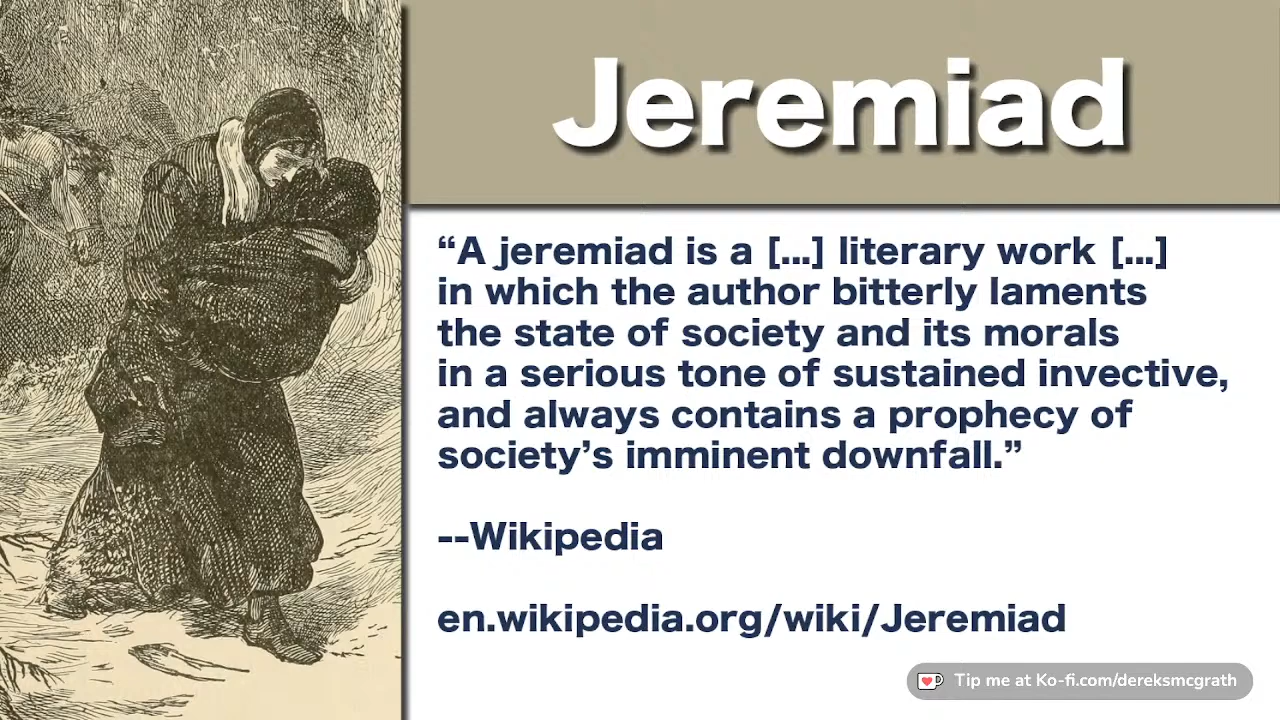 Jeremiad
“A jeremiad is a [...] literary work [...]
in which the author bitterly laments
the state of society and its morals
in a serious tone of sustained invective,
and always contains a prophecy of
society’s imminent downfall.”
--Wikipedia
en.wikipedia.org/wiki/Jeremiad
Tip me at Ko-fi.com/dereksmcgrath